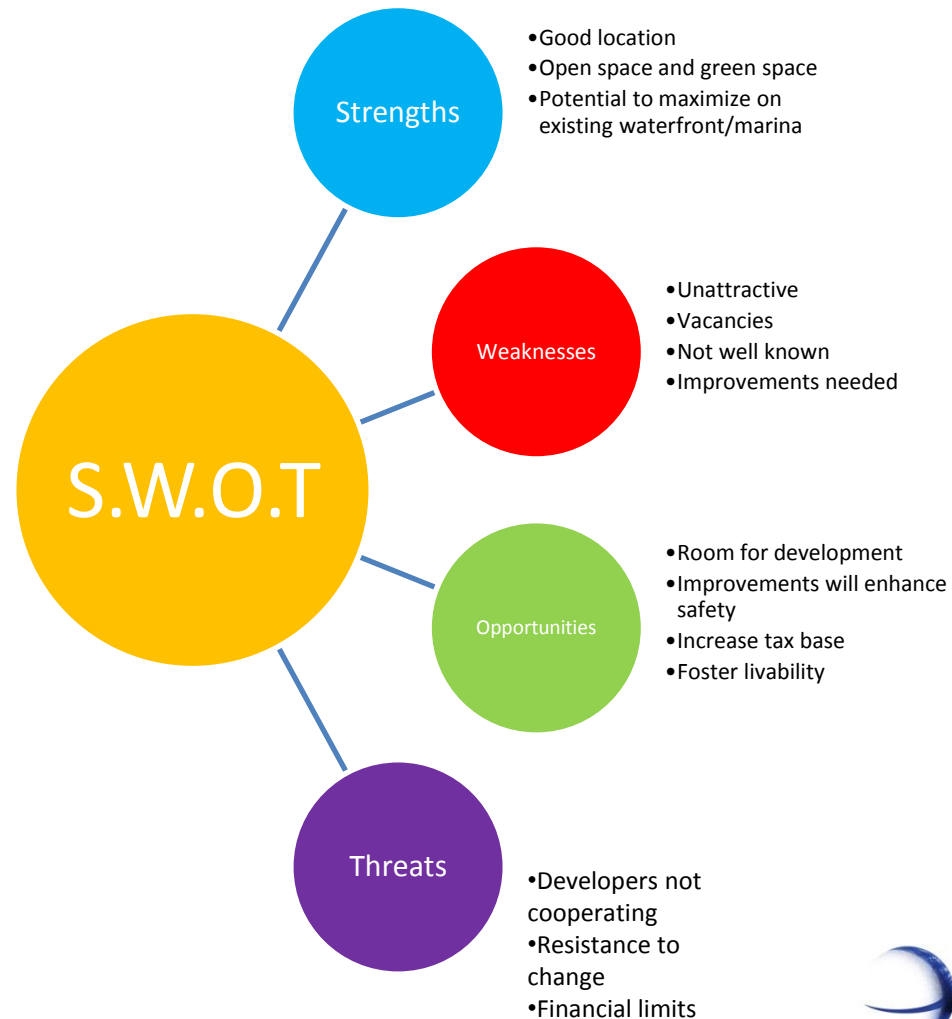 Strengths
•Good location
•Open space and green space
•Potential to maximize on
existing waterfront/marina
Weaknesses
•Unattractive
•Vacancies
•Not well known
•Improvements needed
S.W.O.T
Opportunities
•Room for development
•Improvements will enhance
safety
•Increase tax base
•Foster livability
Threats
•Developers not
cooperating
•Resistance to
change
•Financial limits